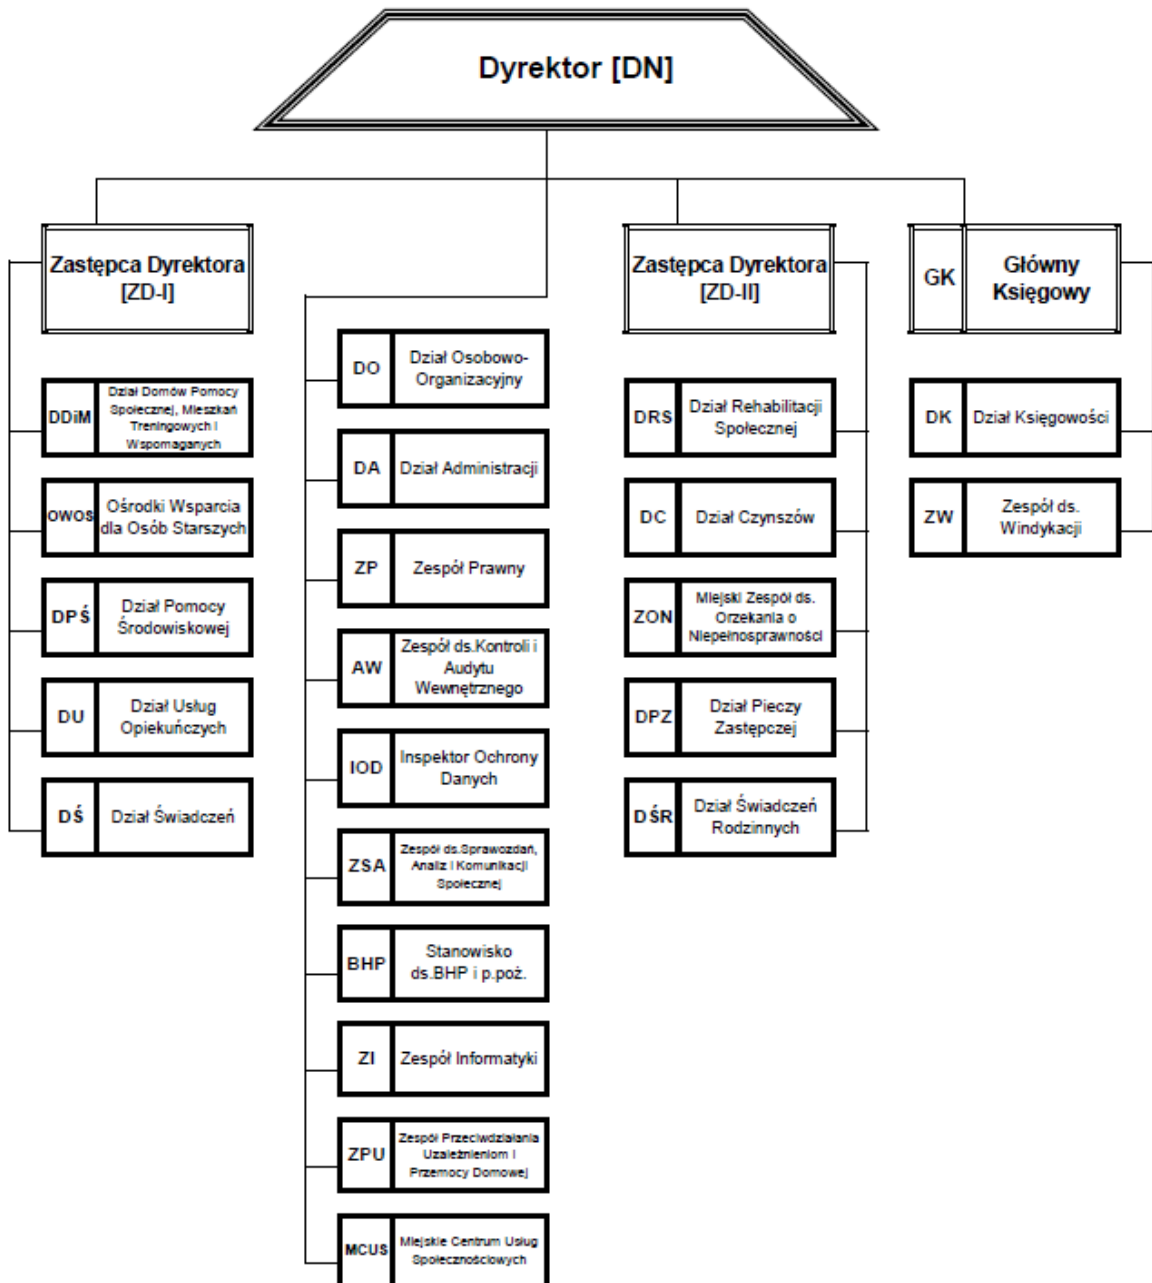 Dyrektor [DN]
Zastępca Dyrektora
[ZD-I]
DDiM
Dział Domów Pomocy
Społecznej, Mieszkań
Treningowych i
Wspomaganych
OWOS
Ośrodki Wsparcia
dla Osób Starszych
DPŚ
Dział Pomocy
Środowiskowej
DU
Dział Usług
Opiekuńczych
DŚ
Dział Świadczeń
DO
Dział Osobowo-
Organizacyjny
DA
Dział Administracji
ZP
Zespół Prawny
AW
Zespół ds.Kontroli i
Audytu
Wewnętrznego
IOD
Inspektor Ochrony
Danych
ZSA
Zespół ds.Sprawozdań,
Analiz i Komunikacji
Społecznej
BHP
Stanowisko
ds.BHP i p.poż.
ZI
Zespół Informatyki
ZPU
Zespół Przeciwdziałania
Uzależnieniom i
Przemocy Domowej
MCUS
Miejskie Centrum Usług
Społecznościowych
Zastępca Dyrektora
[ZD-II]
DRS
Dział Rehabilitacji
Społecznej
DC
Dział Czynszów
ZON
Miejski Zespół ds.
Orzekania o
Niepełnosprawności
DPZ
Dział Pieczy
Zastępczej
DŚR
Dział Świadczeń
Rodzinnych
GK
Główny
Księgowy
DK
Dział Księgowości
ZW
Zespół ds.
Windykacji